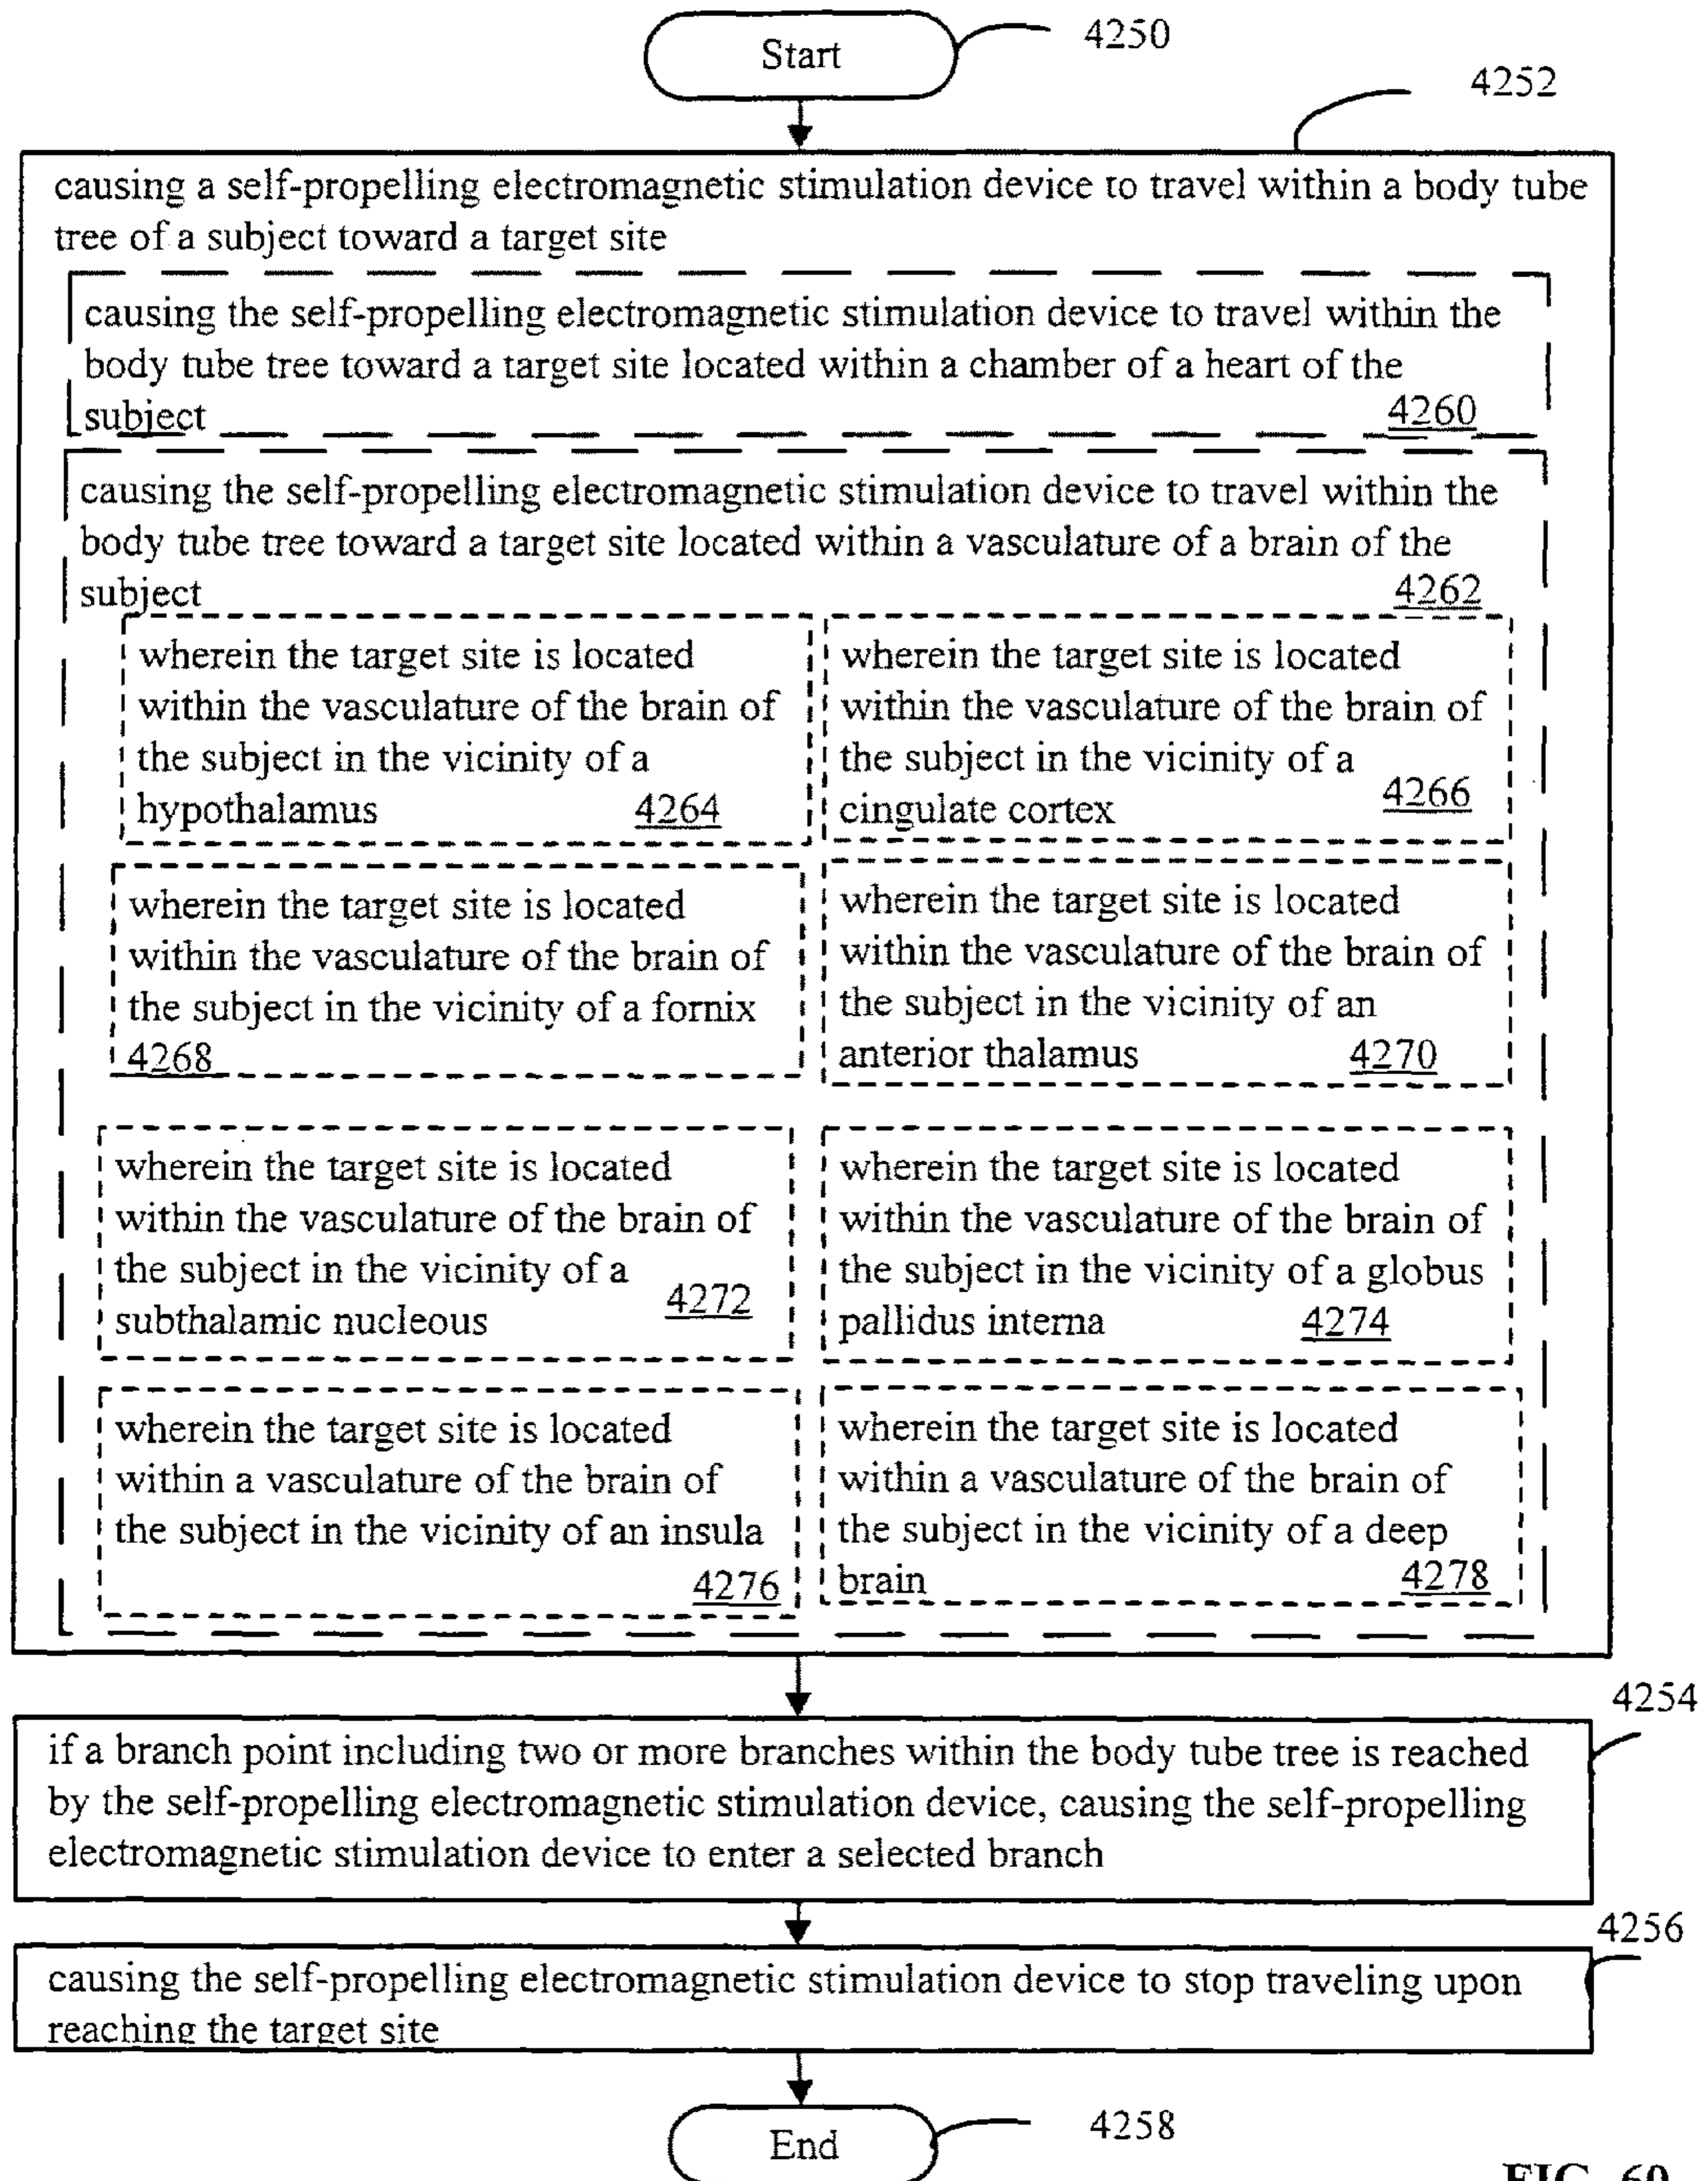 Start
4250
4252
causing a self-propelling electromagnetic stimulation device to travel within a body tube
tree of a subject toward a target site
causing the self-propelling electromagnetic stimulation device to travel within the
body tube tree toward a target site located within a chamber of a heart of the
subject 4260
causing the self-propelling electromagnetic stimulation device to travel within the
body tube tree toward a target site located within a vasculature of a brain of the
subject 4262
wherein the target site is located
within the vasculature of the brain of
the subject in the vicinity of a
hypothalamus 4264
wherein the target site is located
within the vasculature of the brain of
the subject in the vicinity of a
cingulate cortex 4266
wherein the target site is located
within the vasculature of the brain of
the subject in the vicinity of a fornix
4268
wherein the target site is located
within the vasculature of the brain of
the subject in the vicinity of an
anterior thalamus 4270
wherein the target site is located
within the vasculature of the brain of
the subject in the vicinity of a
subthalamic nucleous 4272
wherein the target site is located
within the vasculature of the brain of
the subject in the vicinity of a globus
pallidus interna 4274
wherein the target site is located
within a vasculature of the brain of
the subject in the vicinity of an insula
4276
wherein the target site is located
within a vasculature of the brain of
the subject in the vicinity of a deep
brain 4278
4254
if a branch point including two or more branches within the body tube tree is reached
by the self-propelling electromagnetic stimulation device, causing the self-propelling
electromagnetic stimulation device to enter a selected branch
4256
causing the self-propelling electromagnetic stimulation device to stop traveling upon
reaching the target site
End
4258
FIG. 60